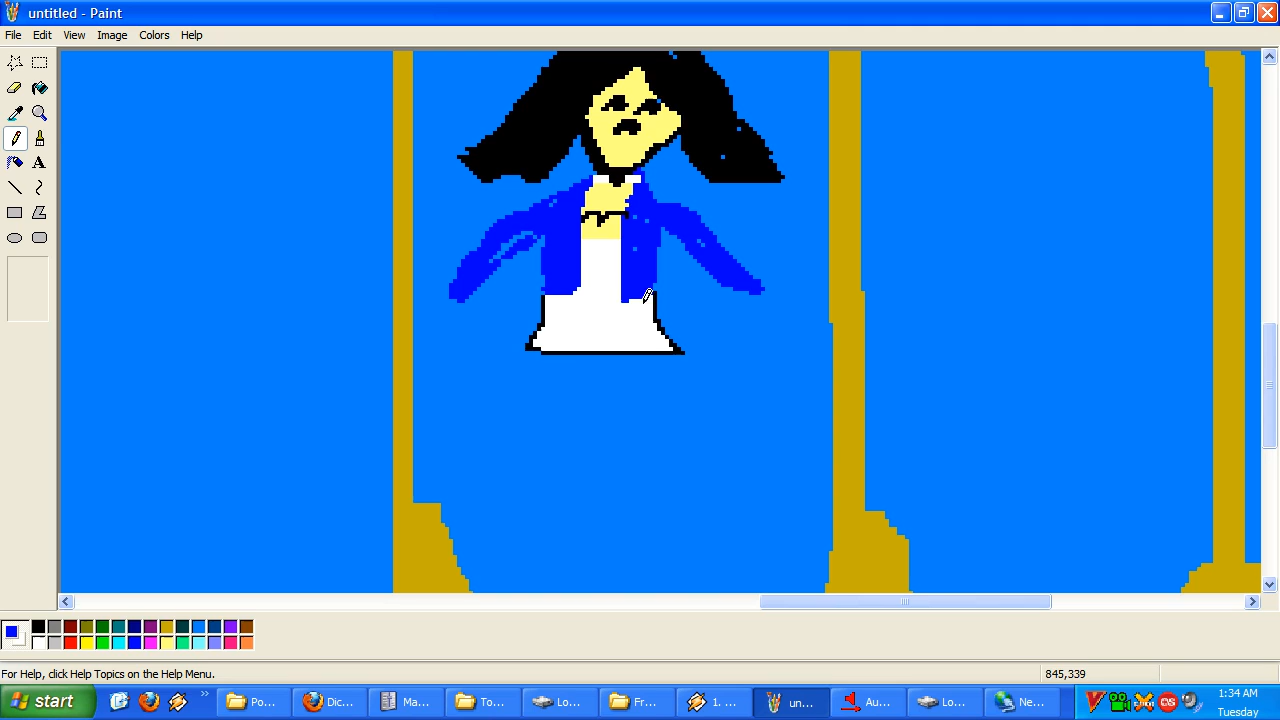 untitled - Paint
File Edit View Image Colors Help
For Help, click Help Topics on the Help Menu.
845,339
start
Po...
Dic...
Ma...
To...
Lo...
Fr...
1. ...
un...
Au...
Lo...
Ne...
1:34 AM
Tuesday